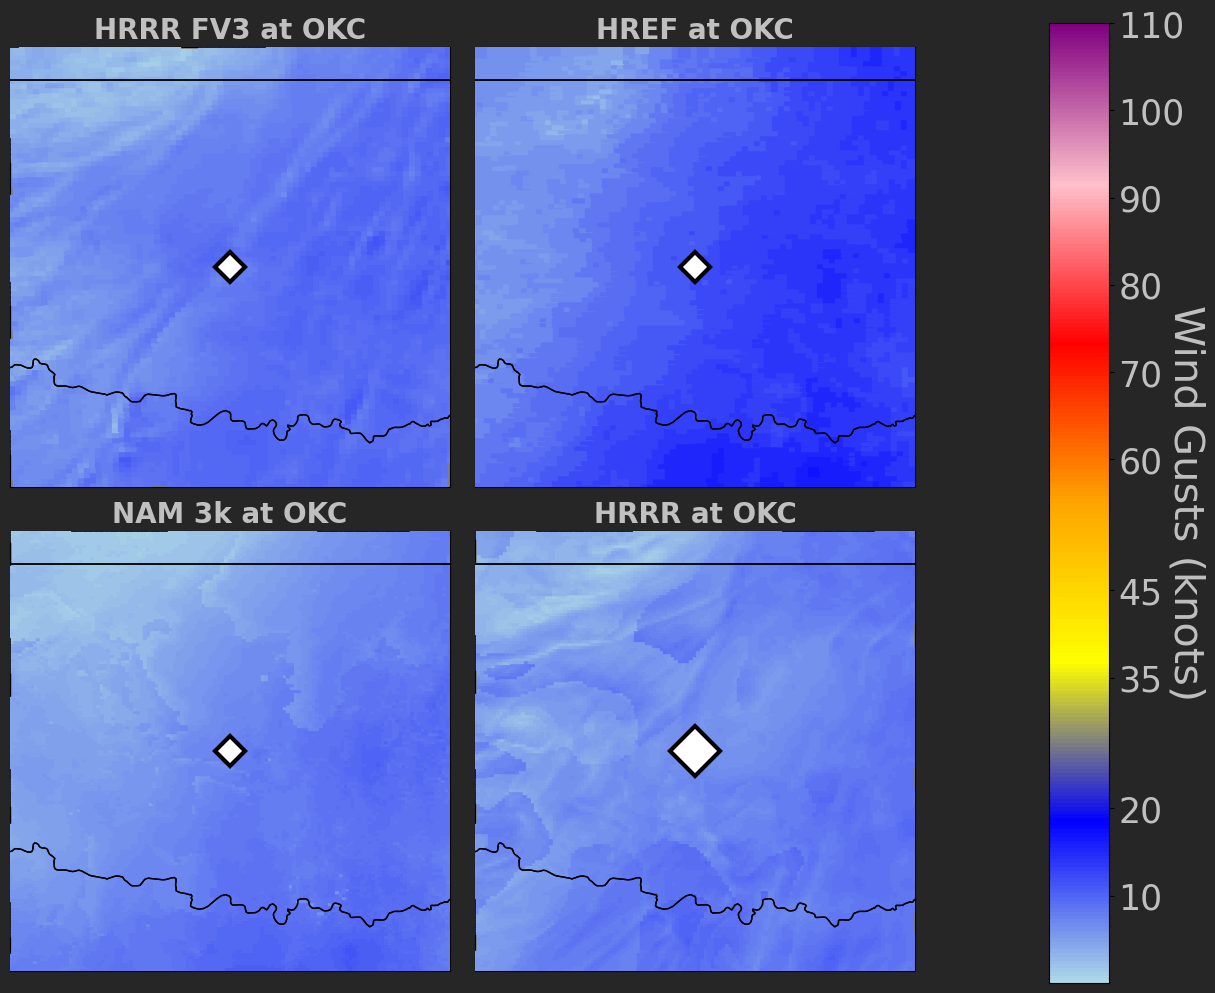 HRRR FV3 at OKC
HREF at OKC
NAM 3k at OKC
HRRR at OKC
110
100
90
80
70
60
45
35
20
10
Wind Gusts (knots)